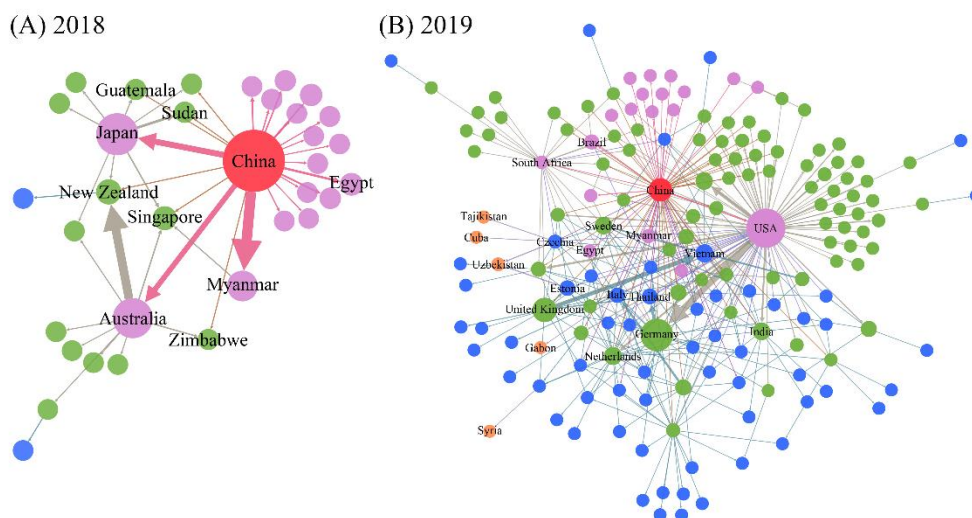 (A) 2018
Guatemala
Sudan
Japan
China
Egypt
New Zealand
Singapore
Myanmar
Australia
Zimbabwe
(B) 2019
Brazil
South Africa
China
Tajikistan
Sweden
USA
Cuba
Czechia
Myanmar
Egypt
Vietnam
Uzbekistan
Estonia
Italy
Thailand
United Kingdom
Germany
India
Gabon
Netherlands
Syria